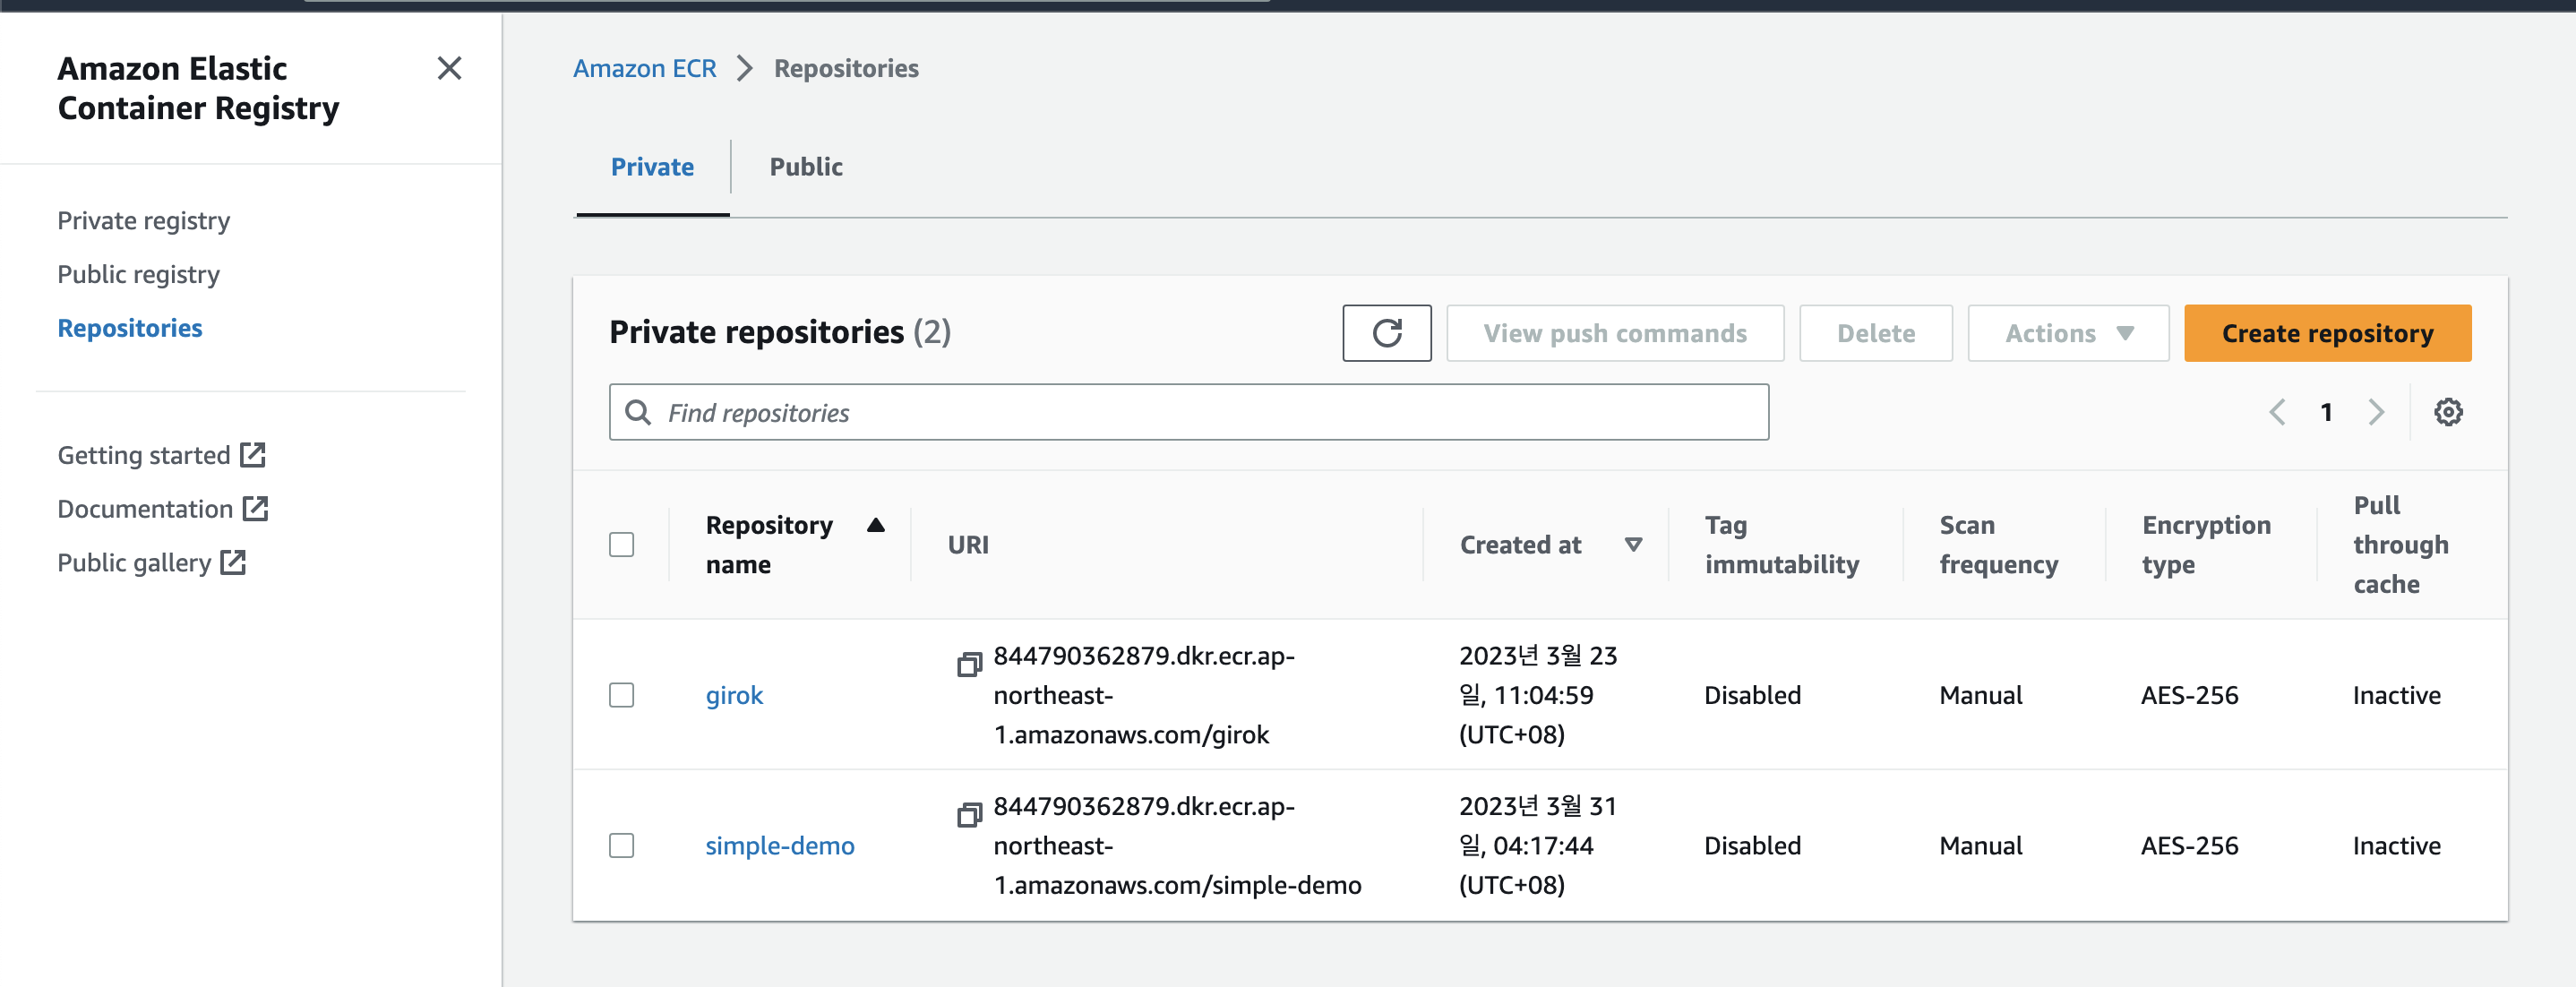 Amazon Elastic
Container Registry
Private registry
Public registry
Repositories
Getting started
Documentation
Public gallery
Amazon ECR
Repositories
Private
Public
Private repositories (2)
View push commands
Delete
Actions
Create repository
Find repositories
1
Repository
name
URI
Created at
Tag
immutability
Scan
frequency
Encryption
type
Pull
through
cache
girok
844790362879.dkr.ecr.ap-
northeast-
1.amazonaws.com/girok
2023년 3월 23
일, 11:04:59
(UTC+08)
Disabled
Manual
AES-256
Inactive
simple-demo
844790362879.dkr.ecr.ap-
northeast-
1.amazonaws.com/simple-demo
2023년 3월 31
일, 04:17:44
(UTC+08)
Disabled
Manual
AES-256
Inactive